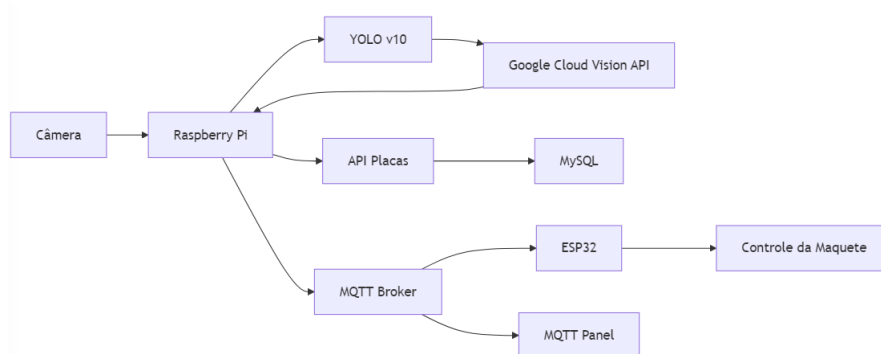 YOLO v10
Google Cloud Vision API
Câmera
Raspberry Pi
API Placas
MySQL
ESP32
Controle da Maquete
MQTT Broker
MQTT Panel